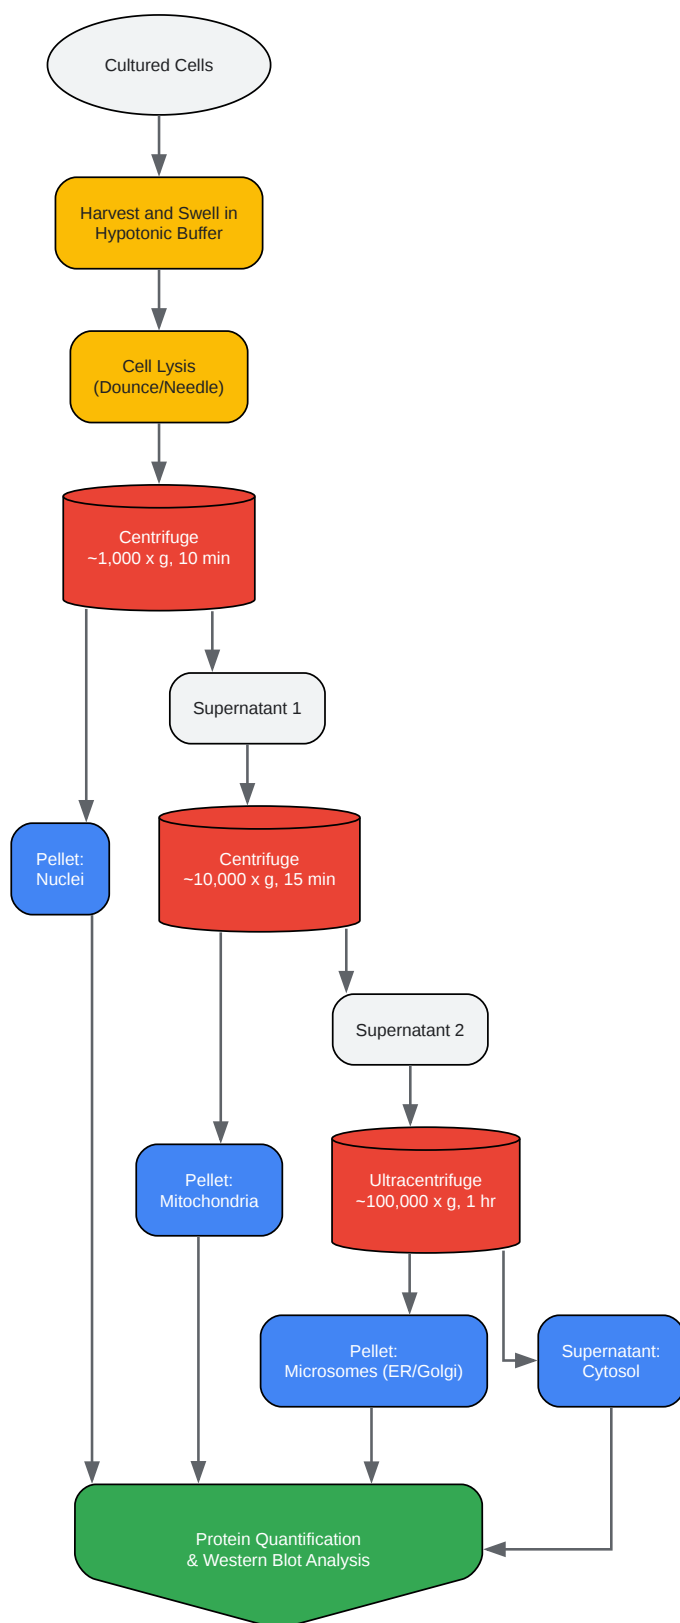 Cultured Cells
Harvest and Swell in
Hypotonic Buffer
Cell Lysis
(Dounce/Needle)
Centrifuge
~1,000 x g, 10 min
Supernatant 1
Pellet:
Nuclei
Centrifuge
~10,000 x g, 15 min
Supernatant 2
Pellet:
Mitochondria
Ultracentrifuge
~100,000 x g, 1 hr
Pellet:
Microsomes (ER/Golgi)
Supernatant:
Cytosol
Protein Quantification
& Western Blot Analysis